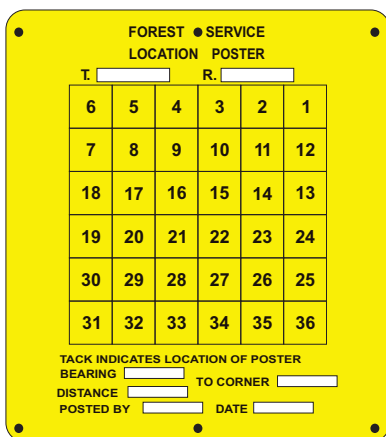 FOREST SERVICE
LOCATION POSTER
T. R.
6 5 4 3 2 1
7 8 9 10 11 12
18 17 16 15 14 13
19 20 21 22 23 24
30 29 28 27 26 25
31 32 33 34 35 36
TACK INDICATES LOCATION OF POSTER
BEARING
TO CORNER
DISTANCE
POSTED BY DATE